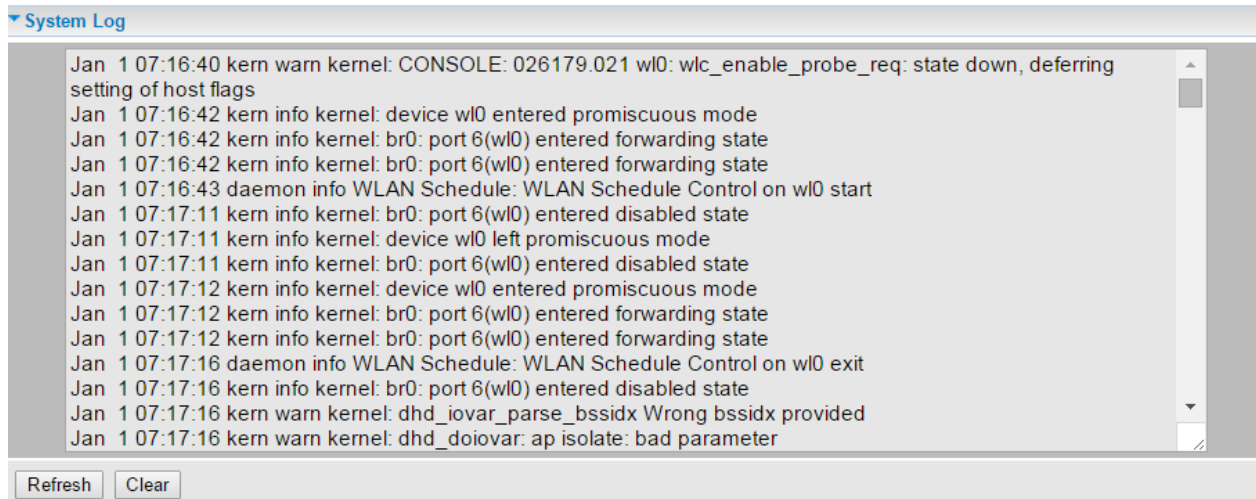 System Log
Jan  1 07:16:40 kern warn kernel: CONSOLE: 026179.021 wl0: wlc_enable_probe_req: state down, deferring
setting of host flags
Jan  1 07:16:42 kern info kernel: device wl0 entered promiscuous mode
Jan  1 07:16:42 kern info kernel: br0: port 6(wl0) entered forwarding state
Jan  1 07:16:42 kern info kernel: br0: port 6(wl0) entered forwarding state
Jan  1 07:16:43 daemon info WLAN Schedule: WLAN Schedule Control on wl0 start
Jan  1 07:17:11 kern info kernel: br0: port 6(wl0) entered disabled state
Jan  1 07:17:11 kern info kernel: device wl0 left promiscuous mode
Jan  1 07:17:11 kern info kernel: br0: port 6(wl0) entered disabled state
Jan  1 07:17:12 kern info kernel: device wl0 entered promiscuous mode
Jan  1 07:17:12 kern info kernel: br0: port 6(wl0) entered forwarding state
Jan  1 07:17:12 kern info kernel: br0: port 6(wl0) entered forwarding state
Jan  1 07:17:16 daemon info WLAN Schedule: WLAN Schedule Control on wl0 exit
Jan  1 07:17:16 kern info kernel: br0: port 6(wl0) entered disabled state
Jan  1 07:17:16 kern warn kernel: dhd_iovar_parse_bssidx Wrong bssidx provided
Jan  1 07:17:16 kern warn kernel: dhd_doiovar: ap isolate: bad parameter
Refresh Clear